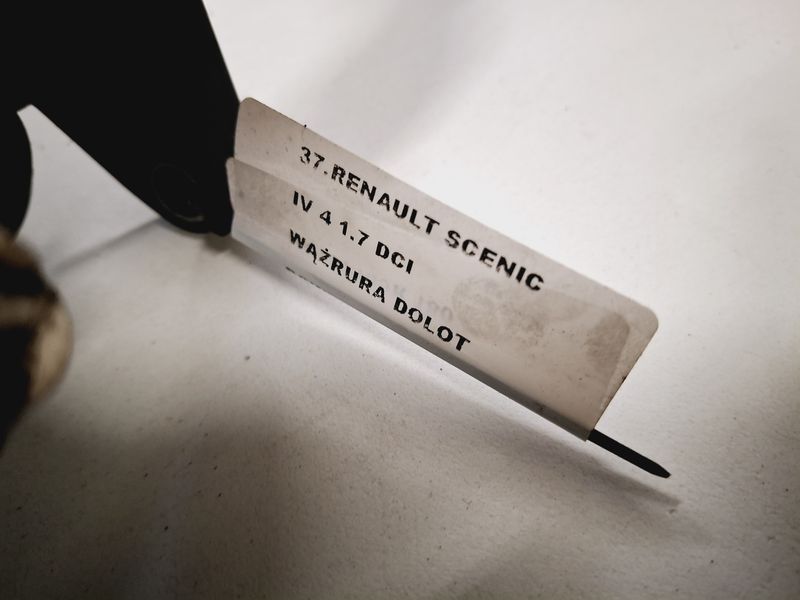 37.RENAULT SCENIC
IV 4 1.7 DCI
WĄŻRURA DOLOT